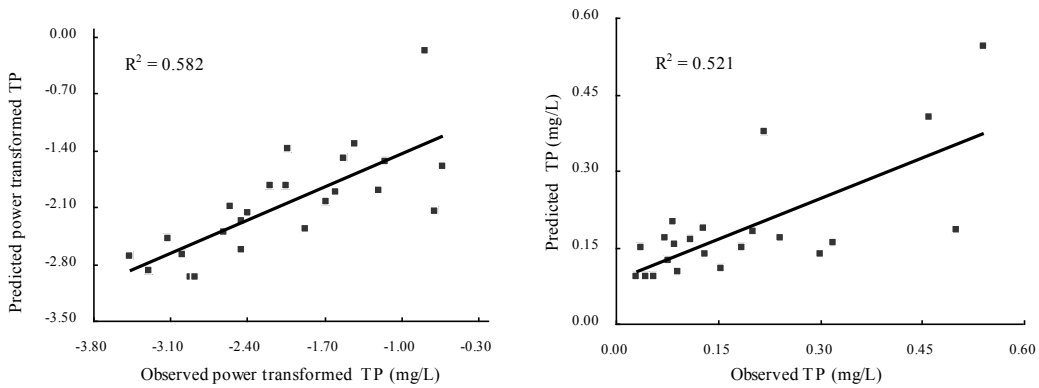 Predicted power transformed TP
0.00
-0.70
-1.40
-2.10
-2.80
-3.50
R² = 0.582
-3.80 -3.10 -2.40 -1.70 -1.00 -0.30
Observed power transformed TP (mg/L)
Predicted TP (mg/L)
0.60
0.45
0.30
0.15
0.00
R² = 0.521
0.00 0.15 0.30 0.45 0.60
Observed TP (mg/L)